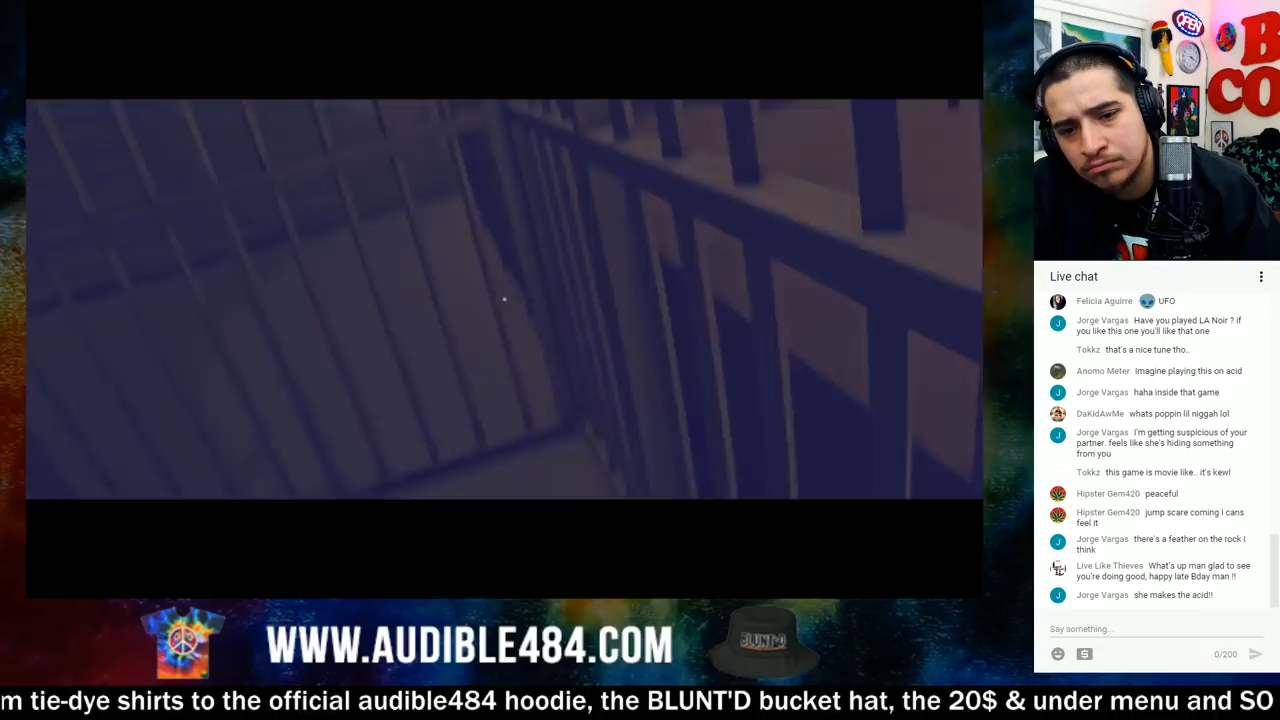 OPEN
B
CO
Live chat
Felicia Aguirre UFO
Jorge Vargas Have you played LA Noir ? if
you like this one you'll like that one
Tokkz that's a nice tune tho..
Anomo Meter Imagine playing this on acid
Jorge Vargas haha inside that game
DaKidAwMe whats poppin lil niggah lol
Jorge Vargas I'm getting suspicious of your
partner. feels like she's hiding something
from you
Tokkz this game is movie like.. it's kewl
Hipster Gem420 peaceful
Hipster Gem420 jump scare coming I cans
feel it
J
Jorge Vargas there's a feather on the rock I
think
Live Like Thieves What's up man glad to see
you're doing good, happy late Bday man !!
J
Jorge Vargas she makes the acid!!
Say something...
0/200
WWW.AUDIBLE484.COM
BLUNT'D
m tie-dye shirts to the official audible484 hoodie, the BLUNT'D bucket hat, the 20$ & under menu and SO